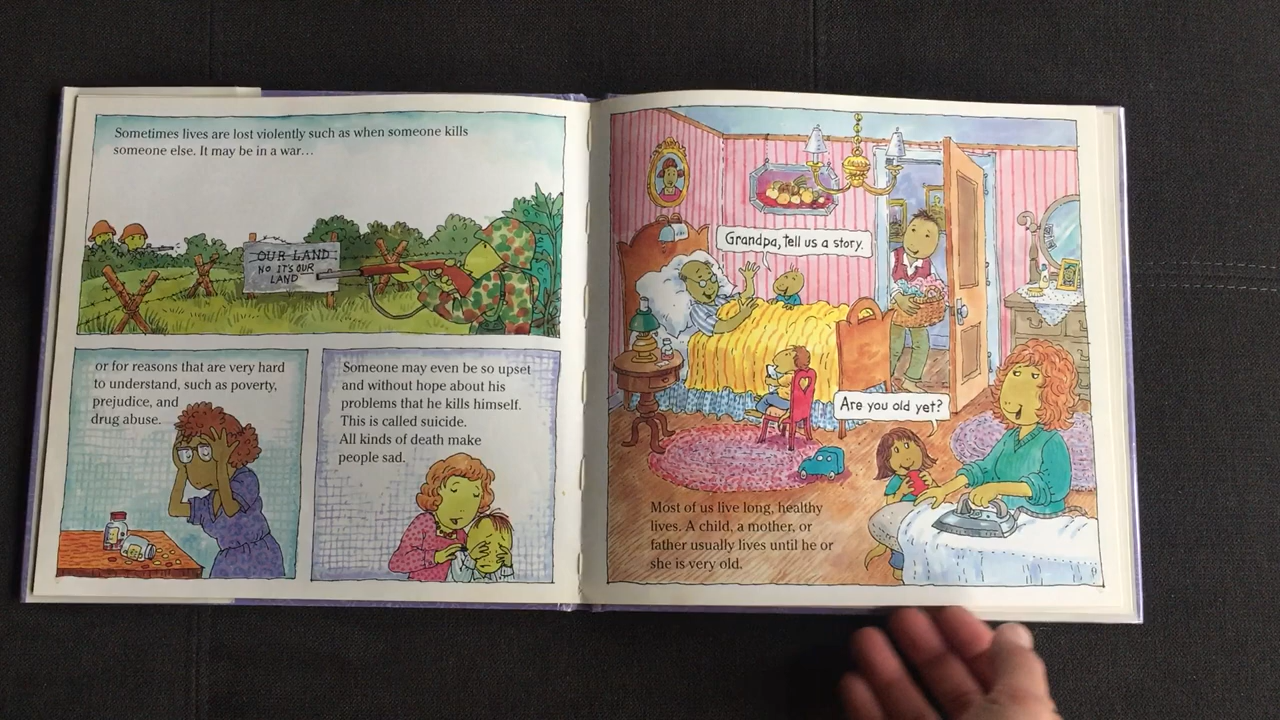 Sometimes lives are lost violently such as when someone kills
someone else. It may be in a war…
OUR LAND
NO IT'S OUR
LAND
or for reasons that are very hard
to understand, such as poverty,
prejudice, and
drug abuse.
Someone may even be so upset
and without hope about his
problems that he kills himself.
This is called suicide.
All kinds of death make
people sad.
Grandpa, tell us a story.
Are you old yet?
Most of us live long, healthy
lives. A child, a mother, or
father usually lives until he or
she is very old.